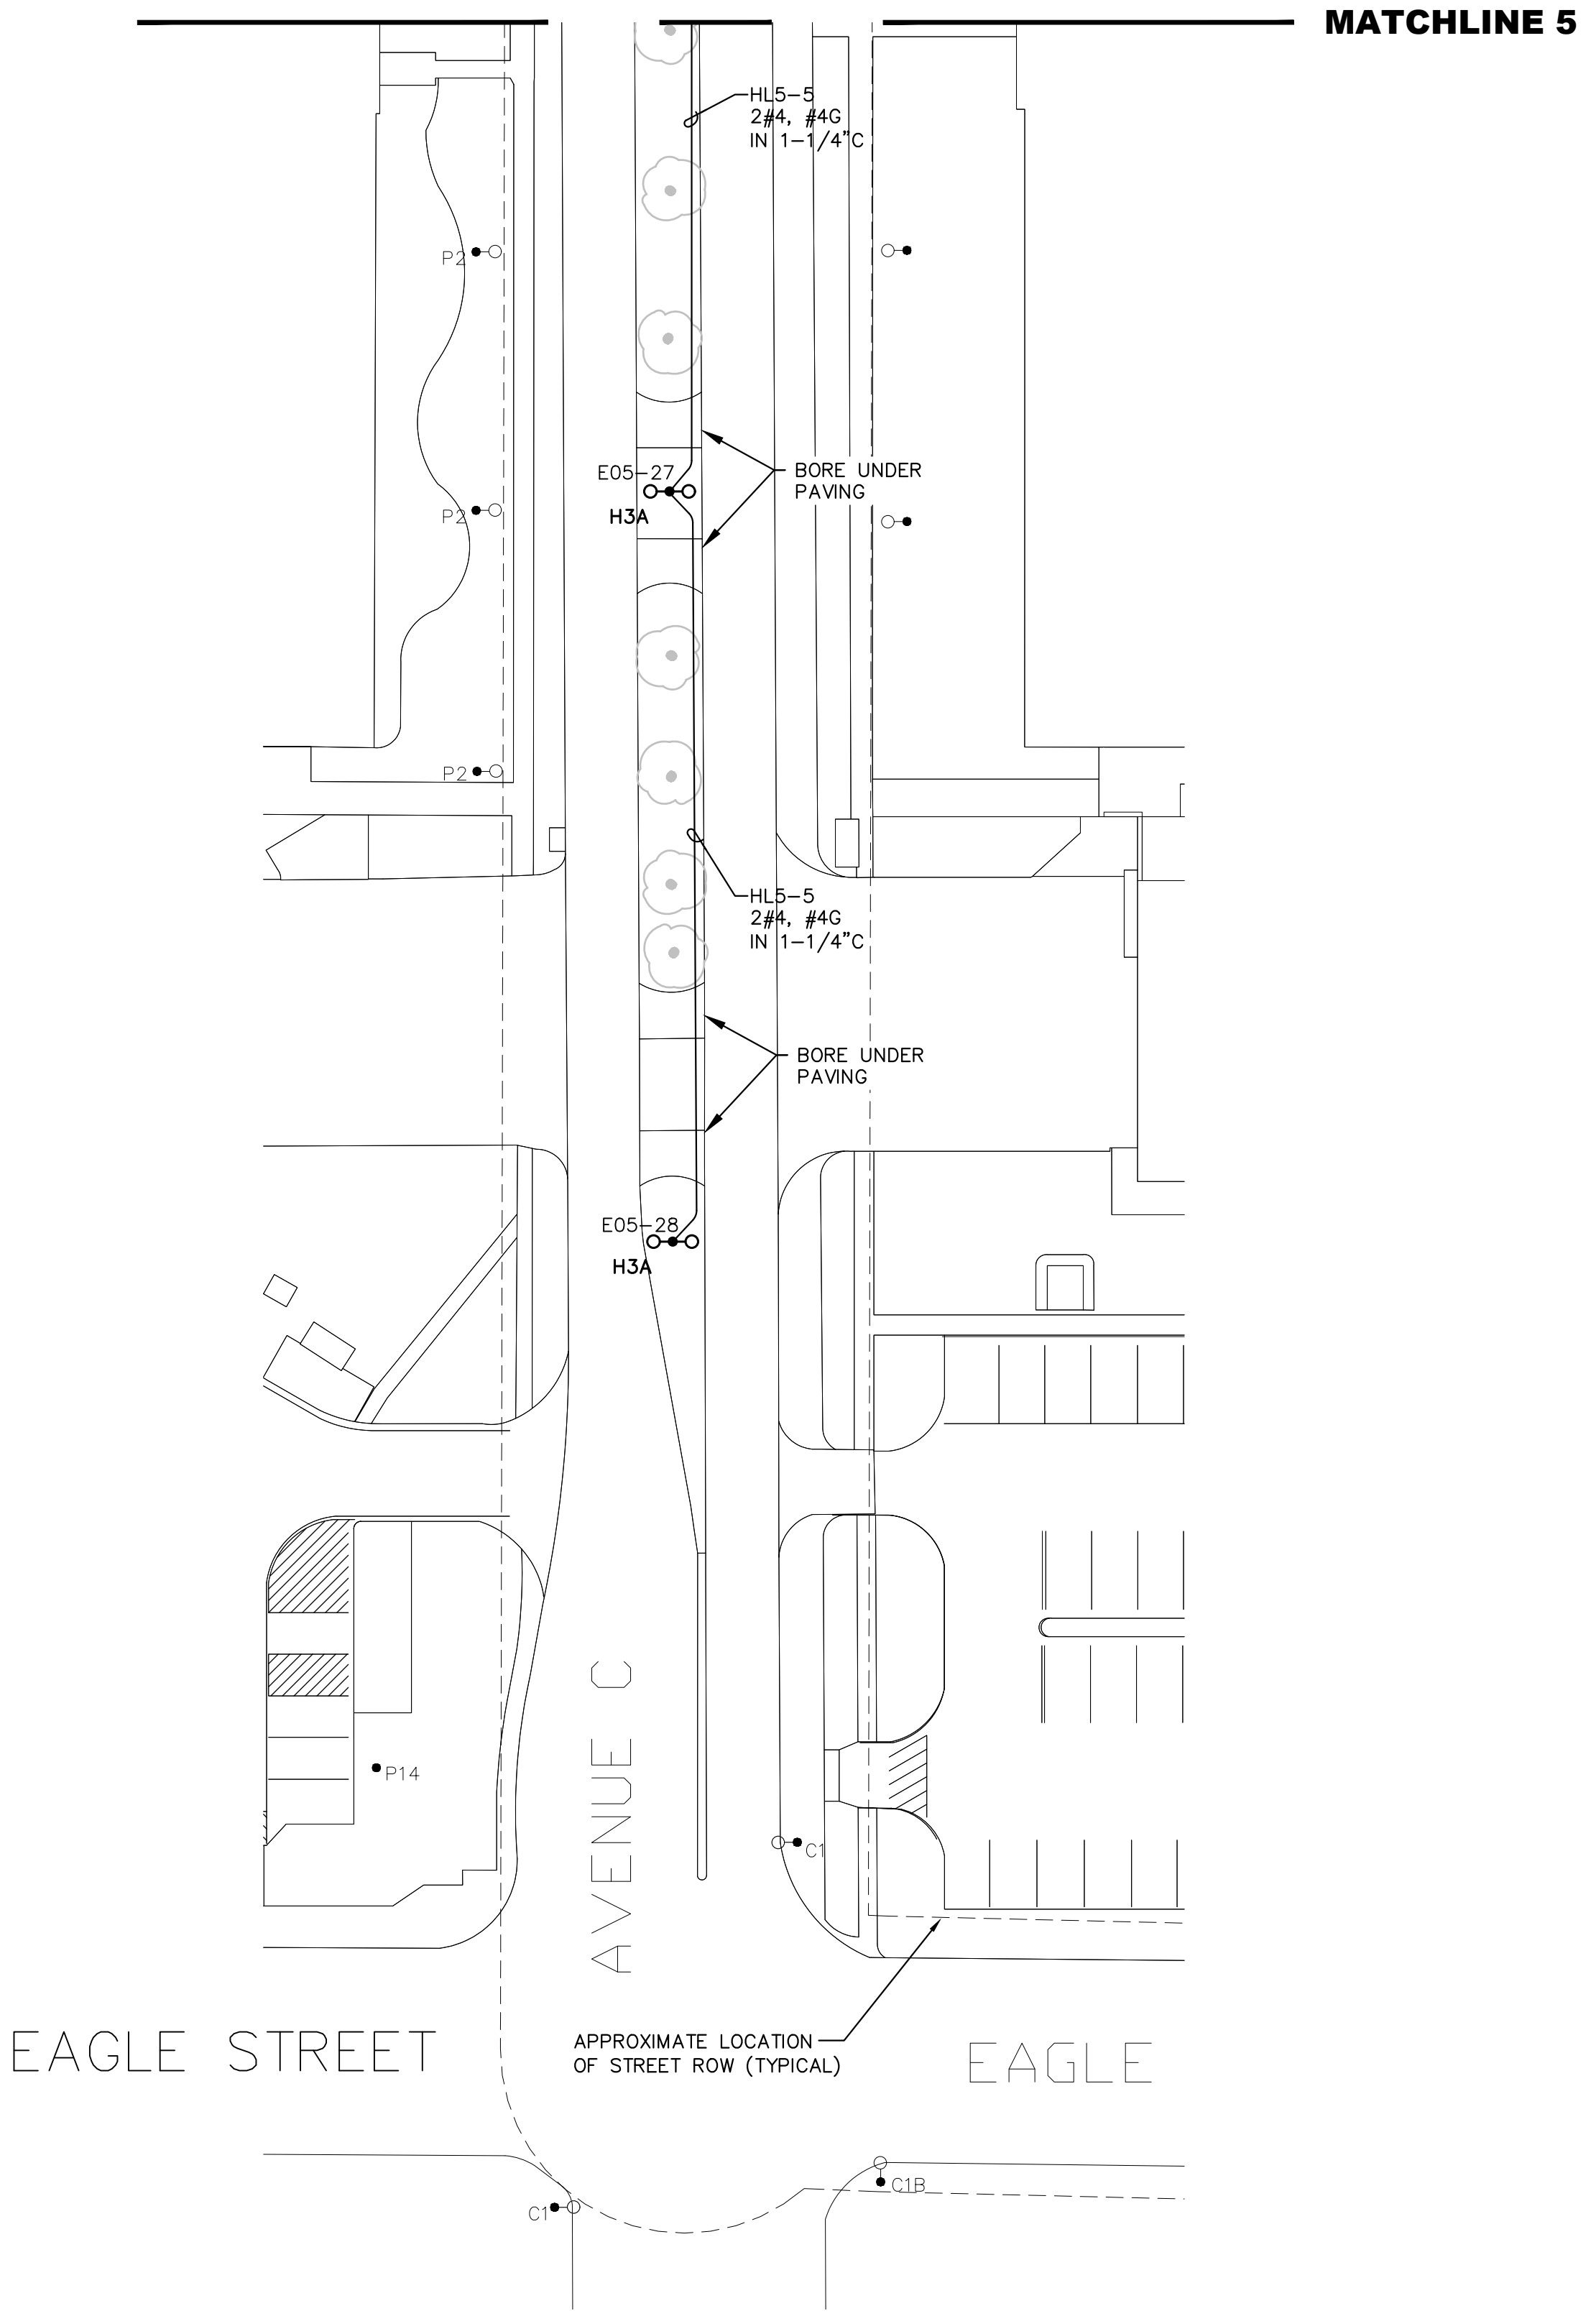 MATCHLINE 5
HL5-5
2#4, #4G
IN 1-1/4"C
P2
E05-27
H3A
BORE UNDER
PAVING
P2
P2
HL5-5
2#4, #4G
IN 1-1/4"C
BORE UNDER
PAVING
E05-28
H3A
AVENUE C
P14
C1
EAGLE STREET
APPROXIMATE LOCATION
OF STREET ROW (TYPICAL)
EAGLE
C1B
C1